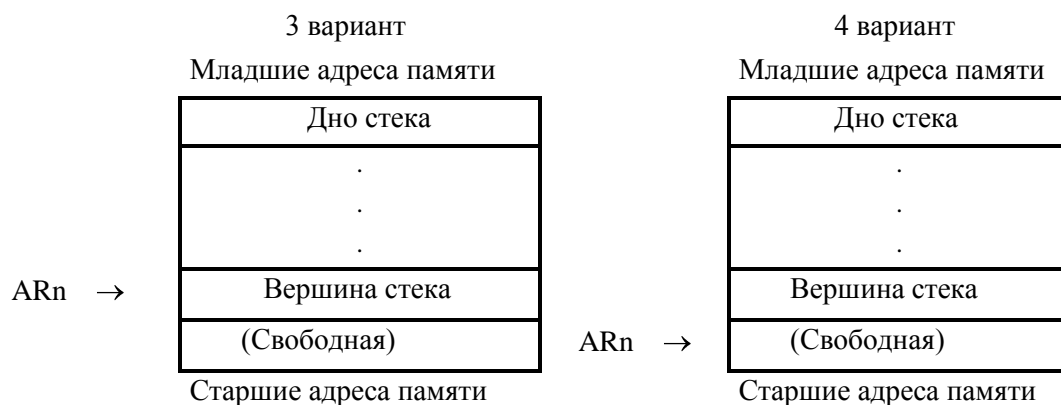 3 вариант 4 вариант
Младшие адреса памяти Младшие адреса памяти
Дно стека Дно стека
. .
. .
. .
ARn → Вершина стека Вершина стека
(Свободная) ARn → (Свободная)
Старшие адреса памяти Старшие адреса памяти